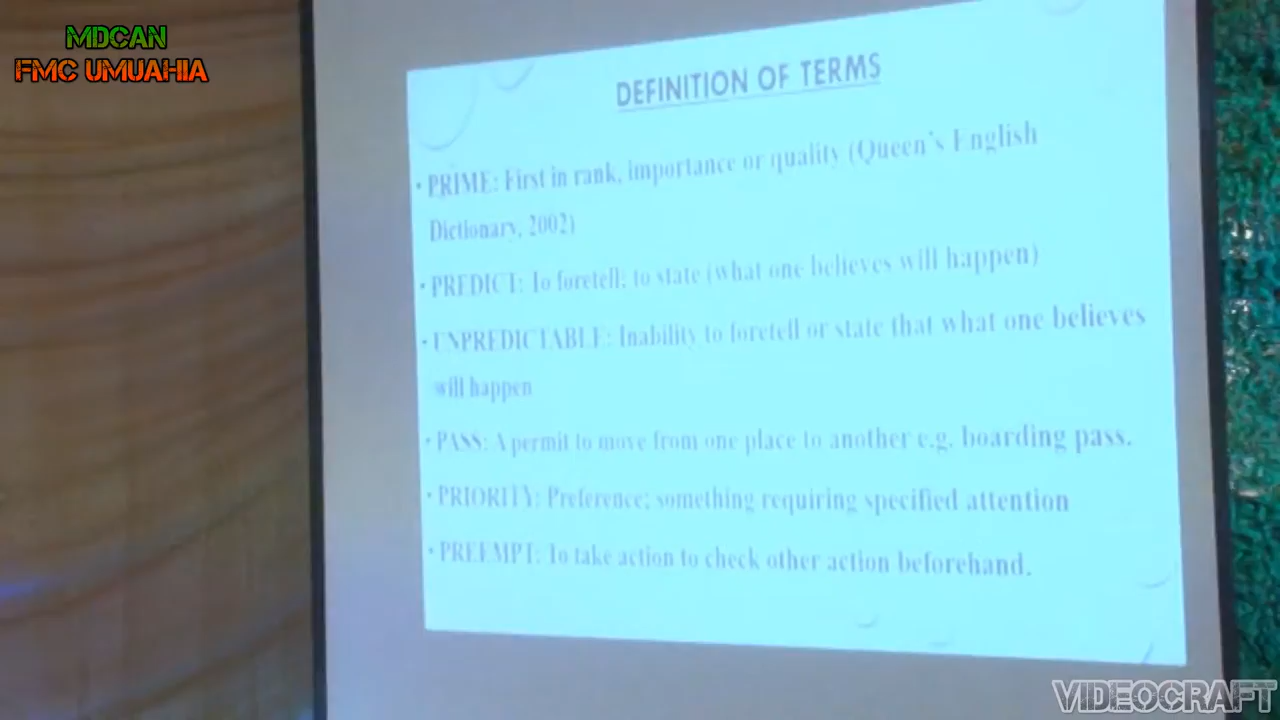 MDCAN
FMC UMUAHIA
DEFINITION OF TERMS
• PRIME: First in rank, importance or quality (Queen's English
Dictionary, 2002)
• PREDICT: To foretell; to state (what one believes will happen)
• UNPREDICTABLE: Inability to foretell or state that what one believes
will happen
• PASS: A permit to move from one place to another e.g. boarding pass.
• PRIORITY: Preference; something requiring specified attention
• PREEMPT: To take action to check other action beforehand.
VIDEOCRAFT